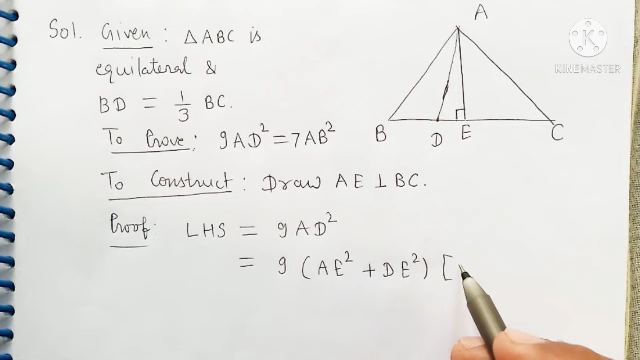 Sol. Given : △ABC is
equilateral &
BD = 1/3 BC.
To Prove : 9AD² = 7AB²
To Construct : Draw AE ⊥ BC.
Proof: LHS = 9AD²
= 9 (AE² + DE²) [
A
B D E C
K
KINEMASTER